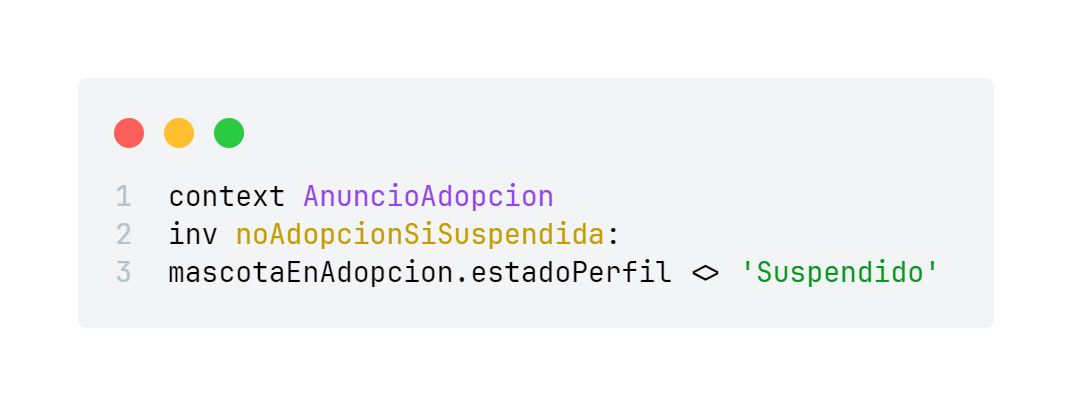 1 context AnuncioAdopcion
2 inv noAdopcionSiSuspendida:
3 mascotaEnAdopcion.estadoPerfil <> 'Suspendido'